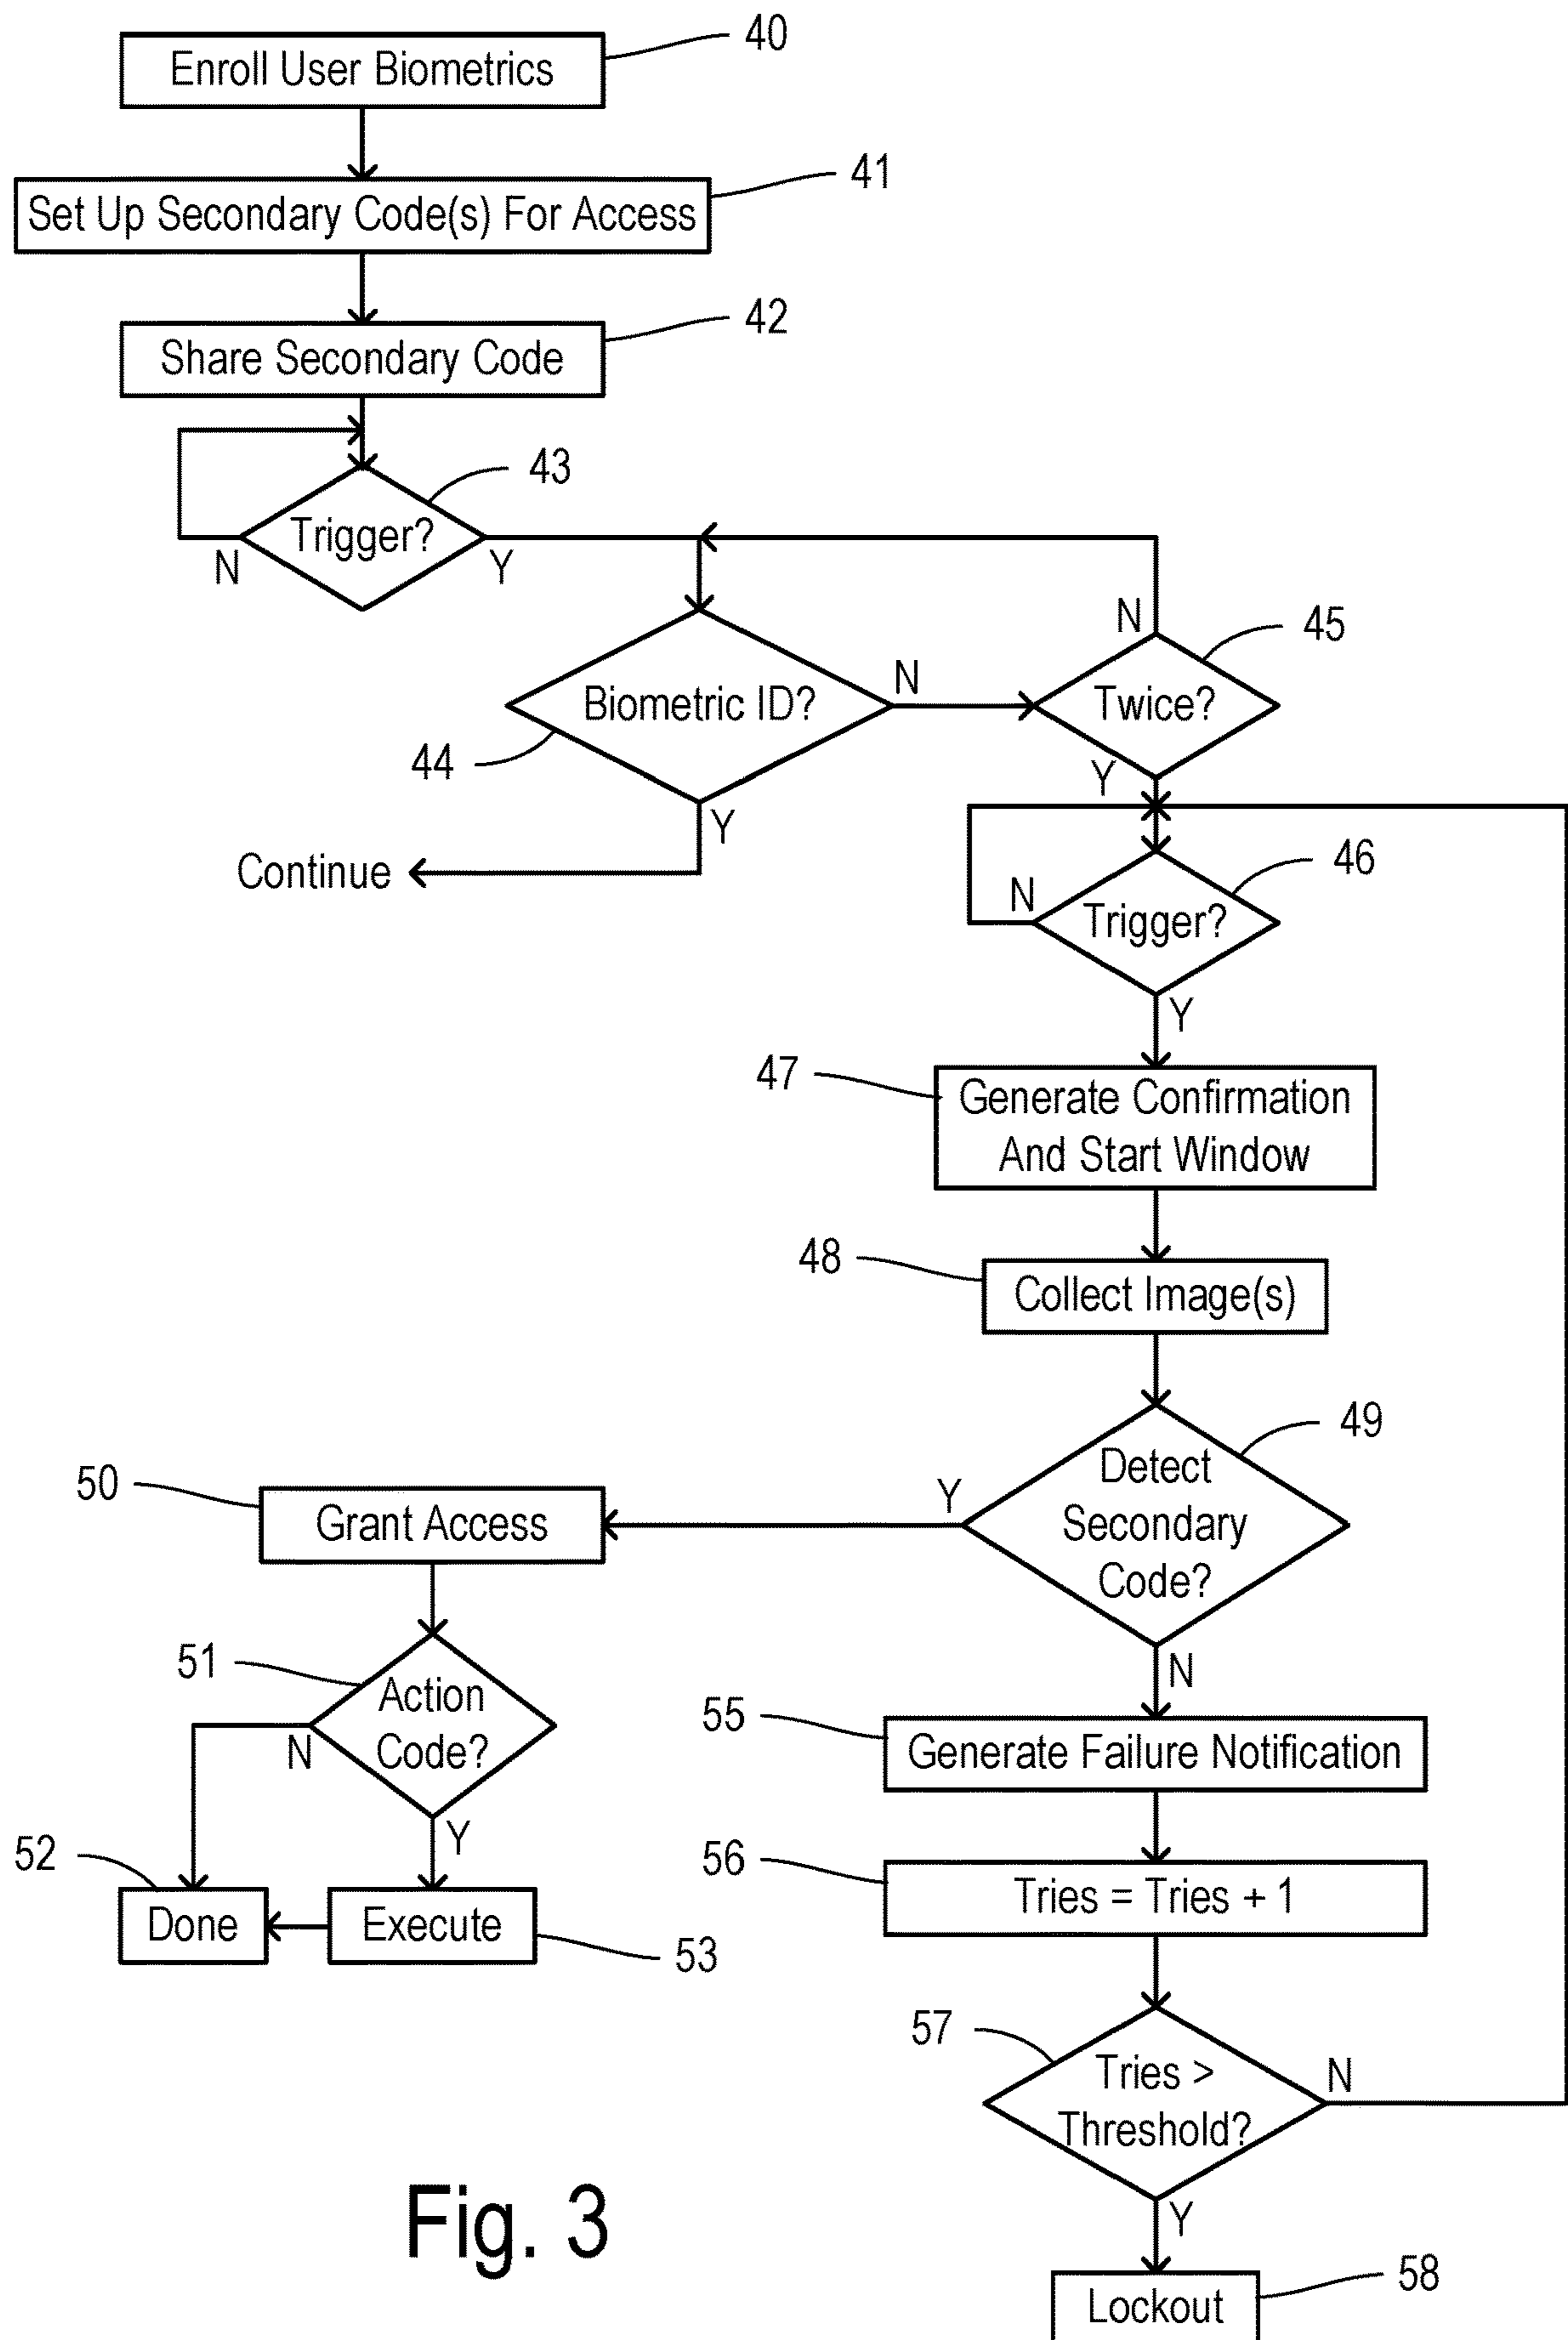 40
Enroll User Biometrics
41
Set Up Secondary Code(s) For Access
42
Share Secondary Code
43
Trigger?
N
Y
N
45
Biometric ID?
N
Twice?
44
Y
Y
Continue
46
N
Trigger?
Y
47
Generate Confirmation
And Start Window
48
Collect Image(s)
49
Detect
Secondary
Code?
Y
50
Grant Access
N
51
Action
Code?
N
Y
55
Generate Failure Notification
52
56
Tries = Tries + 1
Done
Execute
53
57
Tries >
Threshold?
N
Y
Fig. 3
58
Lockout